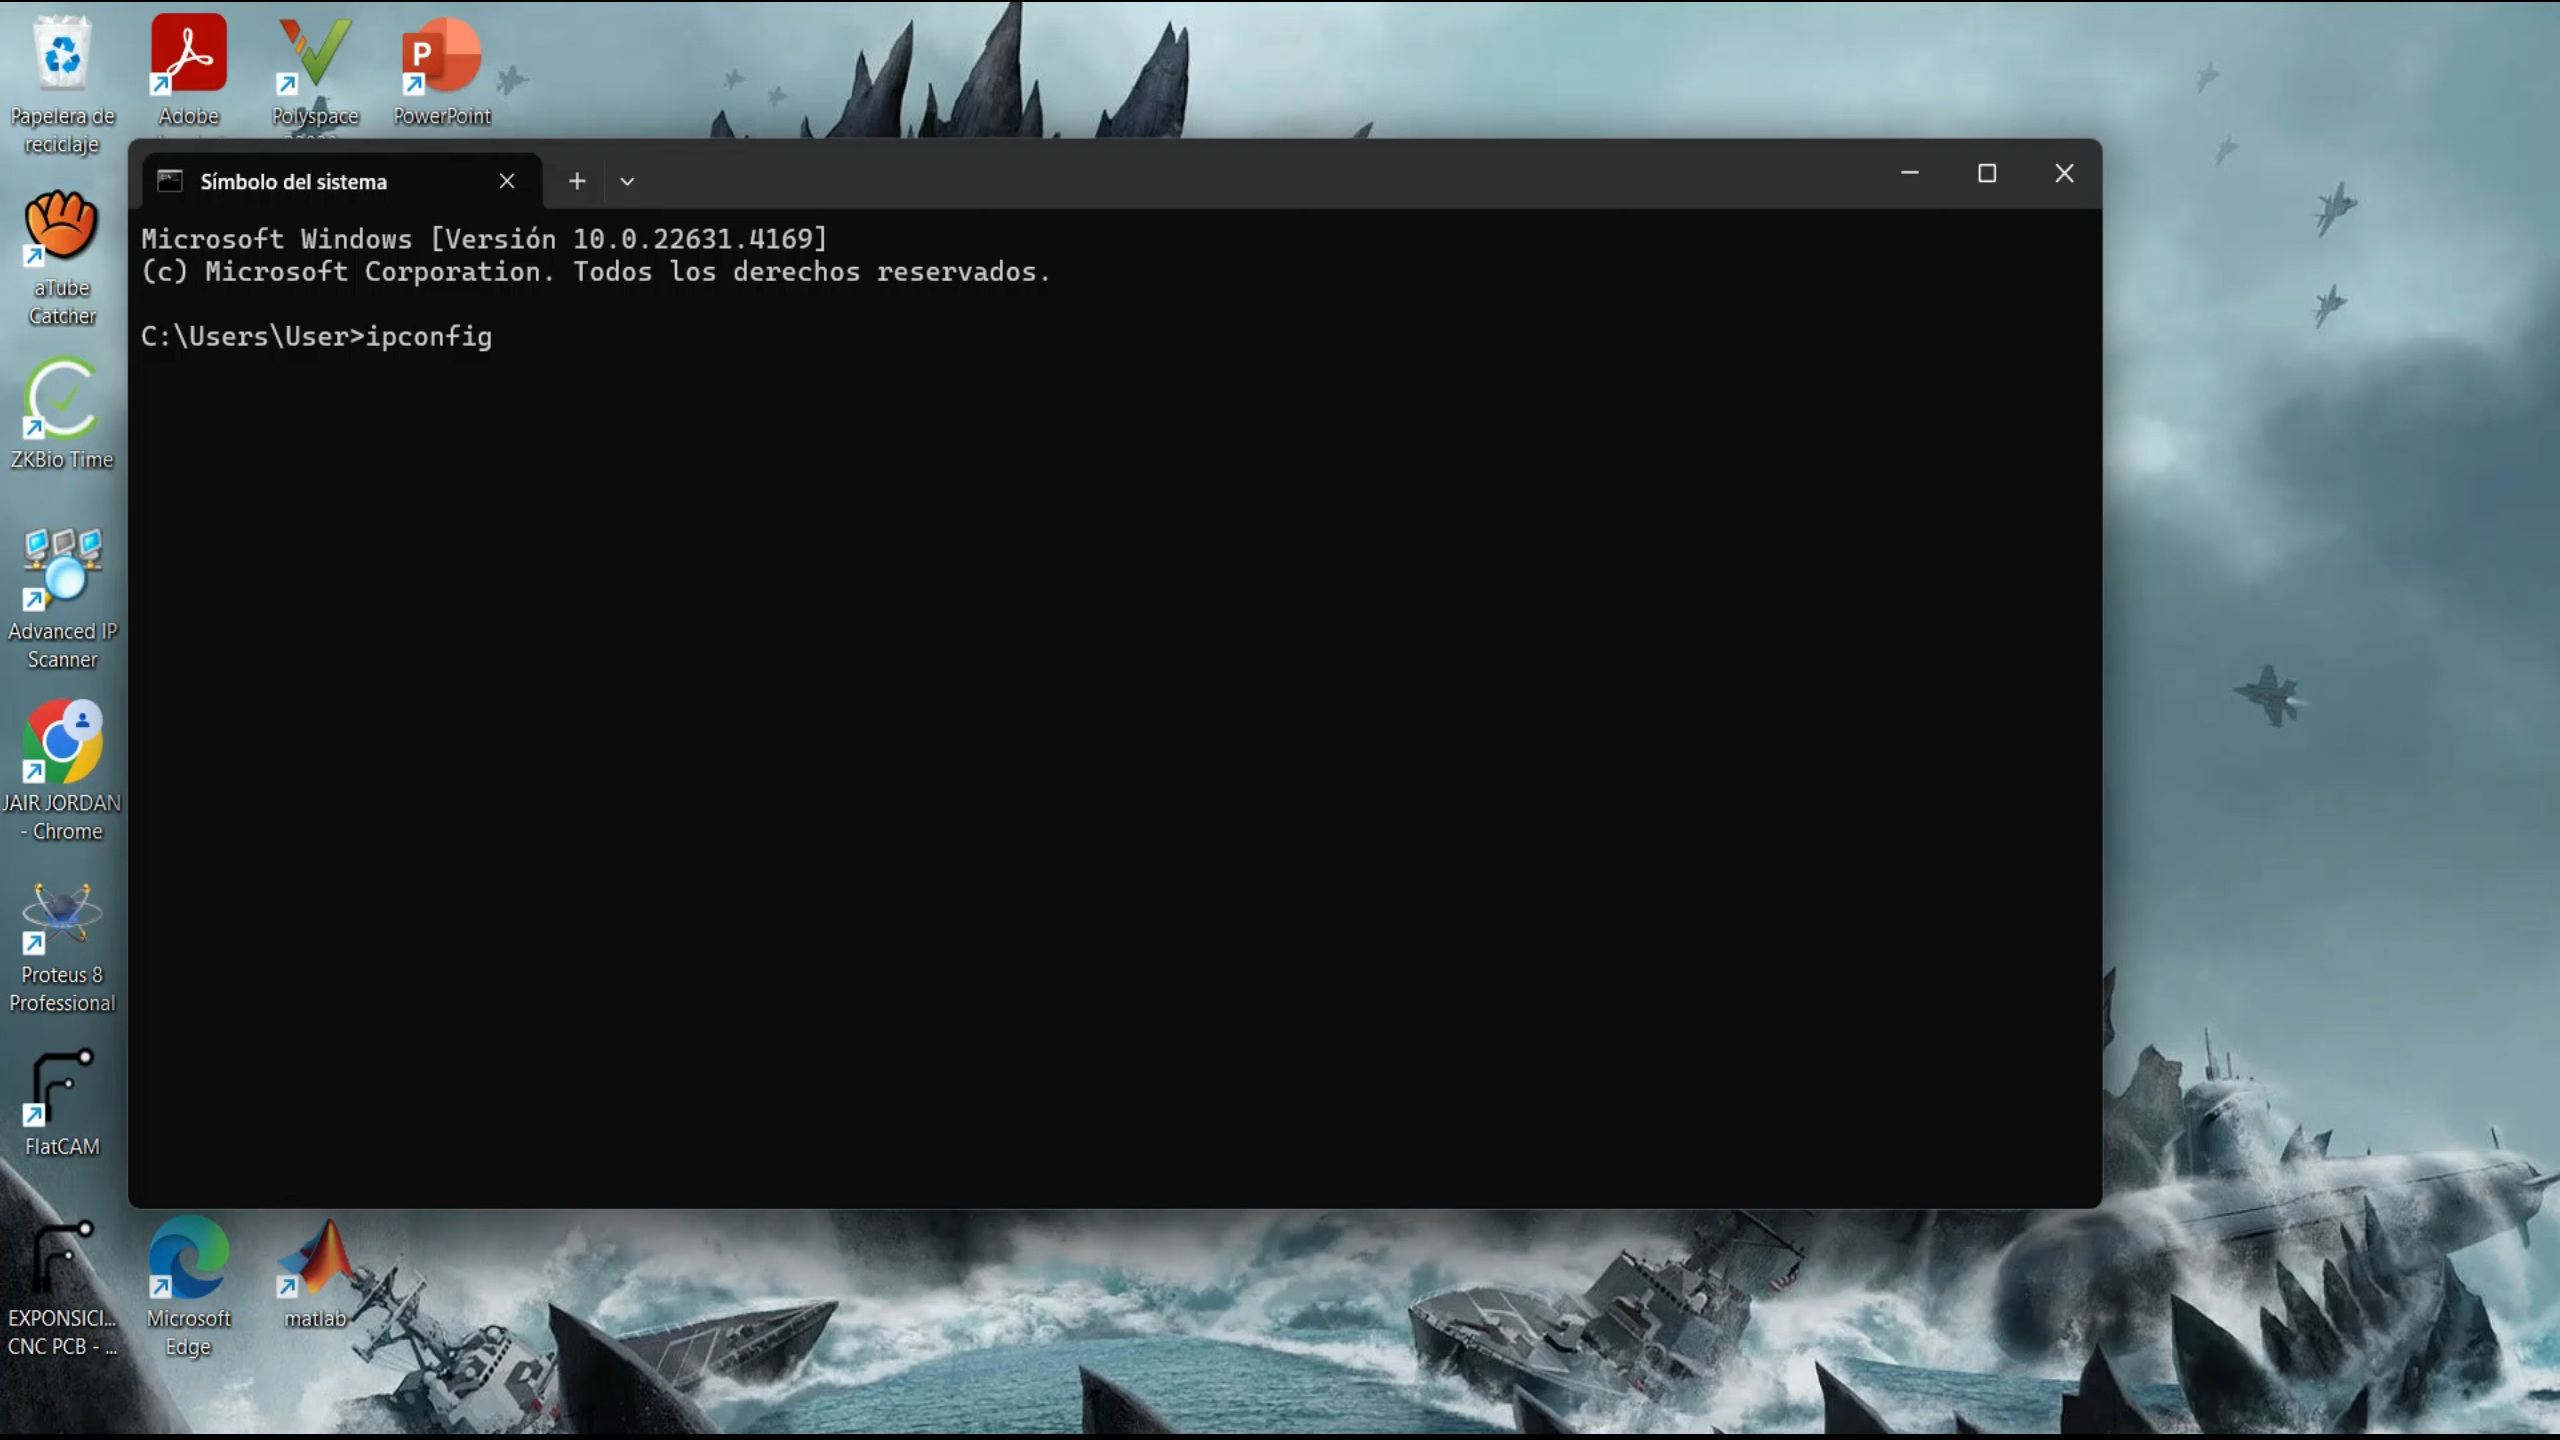 Papelera de
reciclaje
Adobe
Polyspace
P
PowerPoint
Símbolo del sistema
Microsoft Windows [Versión 10.0.22631.4169]
(c) Microsoft Corporation. Todos los derechos reservados.
C:\Users\User>ipconfig
aTube
Catcher
ZKBio Time
Advanced IP
Scanner
JAIR JORDAN
- Chrome
Proteus 8
Professional
FlatCAM
EXPONSICI...
CNC PCB - ...
Microsoft
Edge
matlab